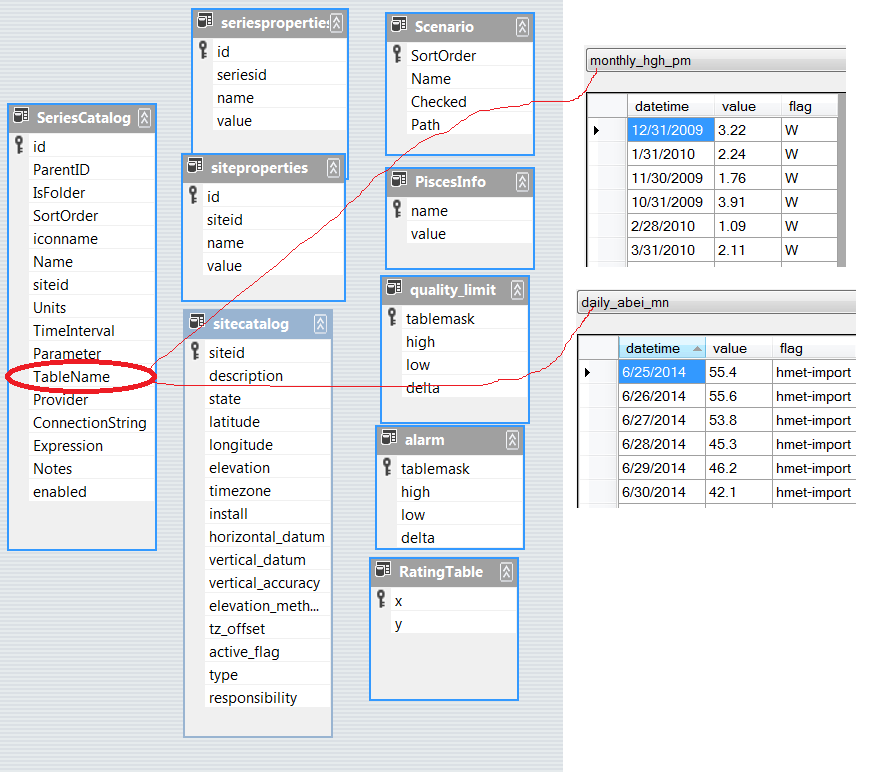 SeriesCatalog
id
ParentID
IsFolder
SortOrder
iconname
Name
siteid
Units
TimeInterval
Parameter
TableName
Provider
ConnectionString
Expression
Notes
enabled
seriesproperties
id
seriesid
name
value
siteproperties
id
siteid
name
value
sitecatalog
siteid
description
state
latitude
longitude
elevation
timezone
install
horizontal_datum
vertical_datum
vertical_accuracy
elevation_meth...
tz_offset
active_flag
type
responsibility
Scenario
SortOrder
Name
Checked
Path
PiscesInfo
name
value
quality_limit
tablemask
high
low
delta
alarm
tablemask
high
low
delta
RatingTable
x
y
monthly_hgh_pm
datetime value flag
12/31/2009 3.22 W
1/31/2010 2.24 W
11/30/2009 1.76 W
10/31/2009 3.91 W
2/28/2010 1.09 W
3/31/2010 2.11 W
daily_abei_mn
datetime value flag
6/25/2014 55.4 hmet-import
6/26/2014 55.6 hmet-import
6/27/2014 53.8 hmet-import
6/28/2014 45.3 hmet-import
6/29/2014 46.2 hmet-import
6/30/2014 42.1 hmet-import